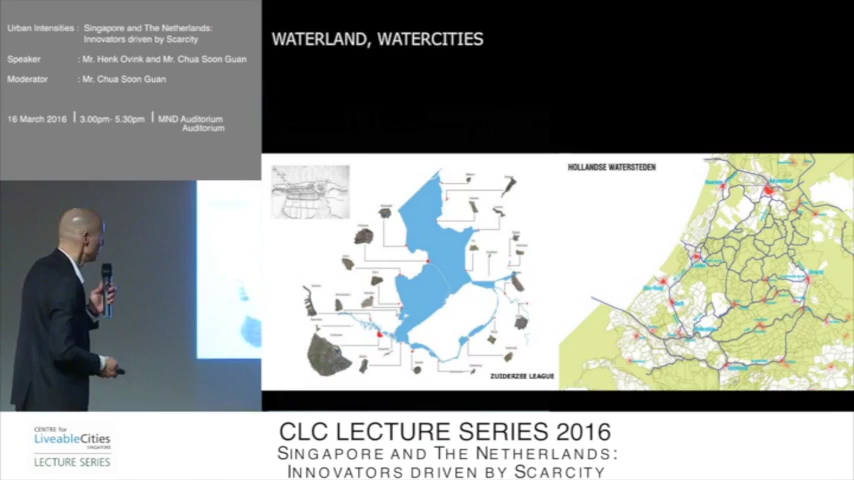 Urban Intensities : Singapore and The Netherlands:
Innovators driven by Scarcity
Speaker : Mr. Henk Ovink and Mr. Chua Soon Guan
Moderator : Mr. Chua Soon Guan
16 March 2016 | 3.00pm- 5.30pm | MND Auditorium
Auditorium
WATERLAND, WATERCITIES
HOLLANDSE WATERSTEDEN
ZUIDERZEE LEAGUE
CENTRE for
LiveableCities
SINGAPORE
LECTURE SERIES
CLC LECTURE SERIES 2016
SINGAPORE AND THE NETHERLANDS:
INNOVATORS DRIVEN BY SCARCITY